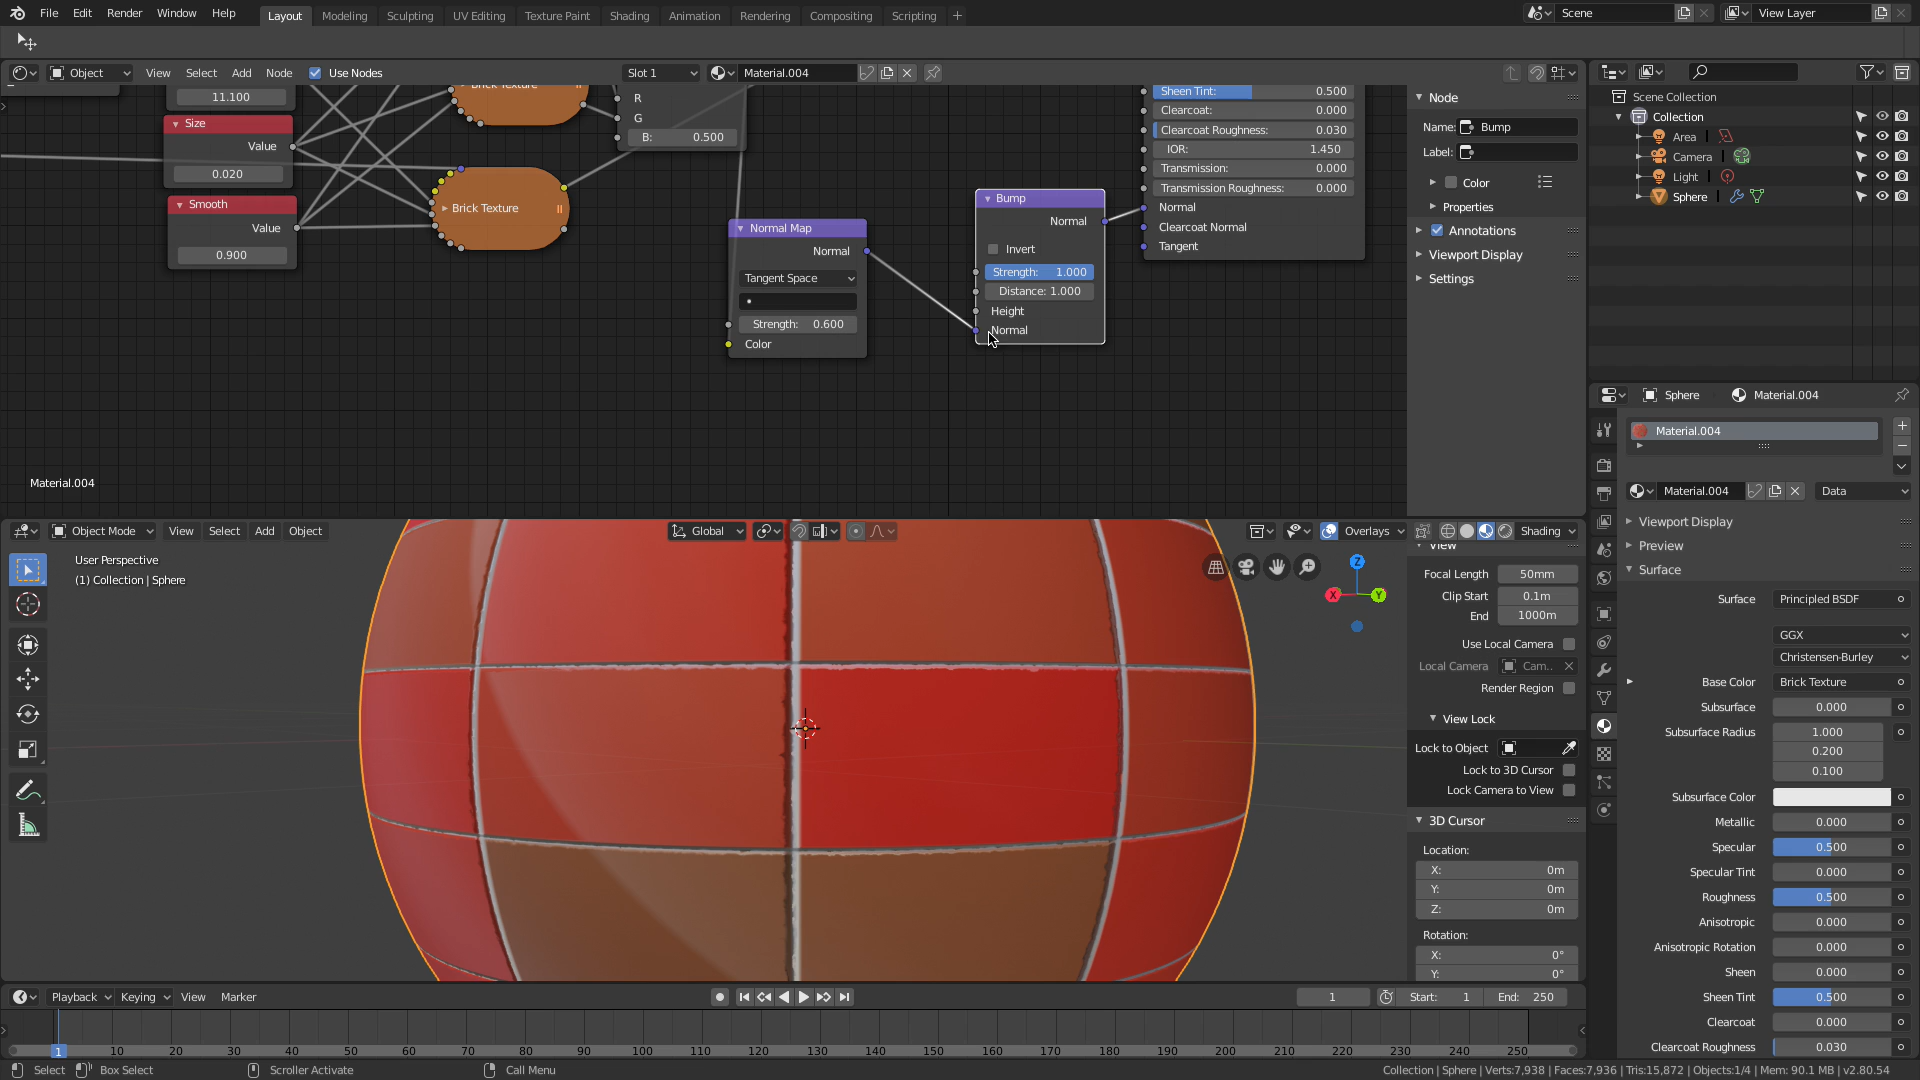 File Edit Render Window Help Layout Modeling Sculpting UV Editing Texture Paint Shading Animation Rendering Compositing Scripting + Scene View Layer
Object View Select Add Node Use Nodes Slot 1 Material.004
11.100
Size
Value
0.020
Smooth
Value
0.900
Brick Texture
R
G
B: 0.500
Normal Map
Normal
Tangent Space
Strength: 0.600
Color
Bump
Normal
Invert
Strength: 1.000
Distance: 1.000
Height
Normal
Sheen Tint: 0.500
Clearcoat: 0.000
Clearcoat Roughness: 0.030
IOR: 1.450
Transmission: 0.000
Transmission Roughness: 0.000
Normal
Clearcoat Normal
Tangent
Material.004
Node
Name: Bump
Label:
Color
Properties
Annotations
Viewport Display
Settings
Scene Collection
Collection
Area
Camera
Light
Sphere
Object Mode View Select Add Object Global Overlays Shading
User Perspective
(1) Collection | Sphere
Z
X
Y
View
Focal Length 50mm
Clip Start 0.1m
End 1000m
Use Local Camera
Local Camera Cam..
Render Region
View Lock
Lock to Object
Lock to 3D Cursor
Lock Camera to View
3D Cursor
Location:
X: 0m
Y: 0m
Z: 0m
Rotation:
X: 0°
Y: 0°
Sphere Material.004
Material.004
Material.004 Data
Viewport Display
Preview
Surface
Surface Principled BSDF
GGX
Christensen-Burley
Base Color Brick Texture
Subsurface 0.000
Subsurface Radius 1.000
0.200
0.100
Subsurface Color
Metallic 0.000
Specular 0.500
Specular Tint 0.000
Roughness 0.500
Anisotropic 0.000
Anisotropic Rotation 0.000
Sheen 0.000
Sheen Tint 0.500
Clearcoat 0.000
Clearcoat Roughness 0.030
Playback Keying View Marker 1 Start: 1 End: 250
1 10 20 30 40 50 60 70 80 90 100 110 120 130 140 150 160 170 180 190 200 210 220 230 240 250
Select Box Select Scroller Activate Call Menu Collection | Sphere | Verts:7,938 | Faces:7,936 | Tris:15,872 | Objects:1/4 | Mem: 90.1 MB | v2.80.54